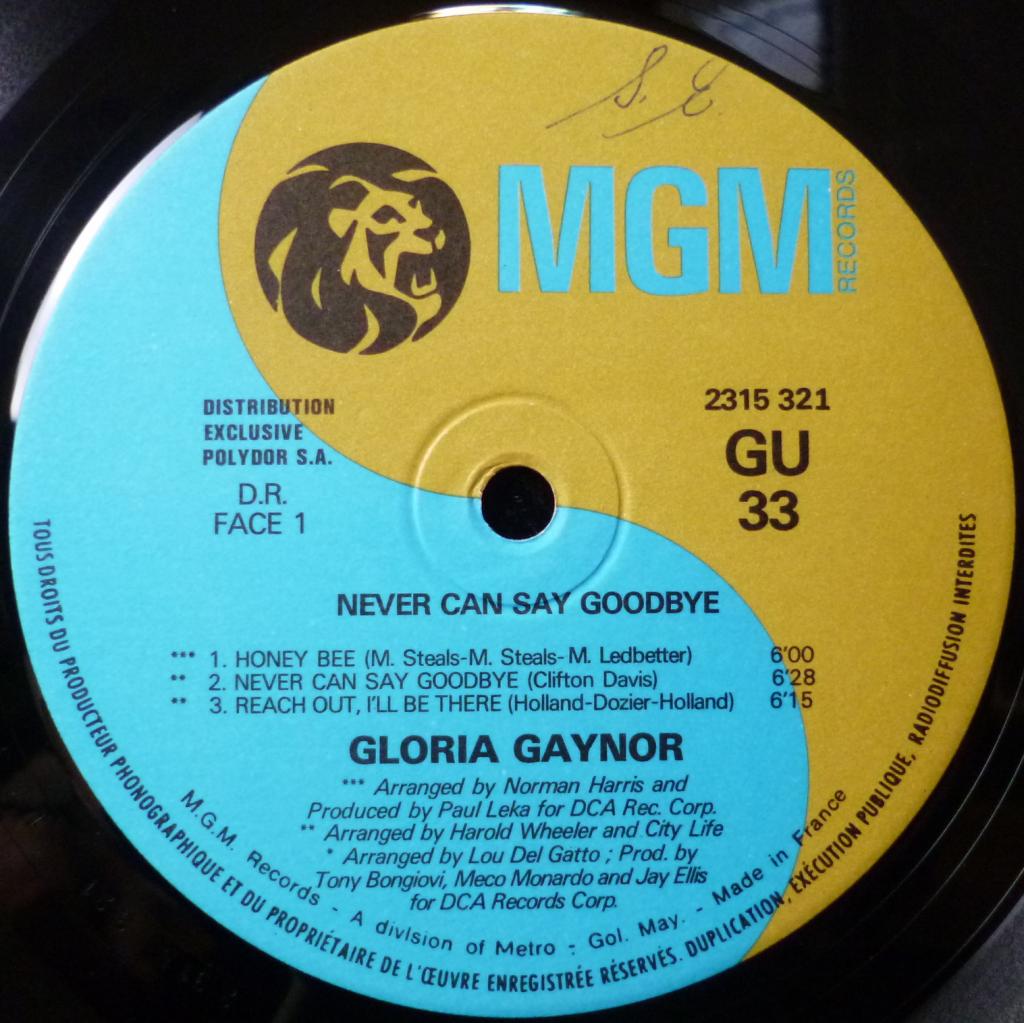 S. E.
MGM
RECORDS
DISTRIBUTION
EXCLUSIVE
POLYDOR S.A.
D.R.
FACE 1
2315 321
GU
33
NEVER CAN SAY GOODBYE
*** 1. HONEY BEE (M. Steals-M. Steals- M. Ledbetter) 6'00
** 2. NEVER CAN SAY GOODBYE (Clifton Davis) 6'28
** 3. REACH OUT, I'LL BE THERE (Holland-Dozier-Holland) 6'15
GLORIA GAYNOR
*** Arranged by Norman Harris and
Produced by Paul Leka for DCA Rec. Corp.
** Arranged by Harold Wheeler and City Life
* Arranged by Lou Del Gatto ; Prod. by
Tony Bongiovi, Meco Monardo and Jay Ellis
for DCA Records Corp.
M.G.M. Records - A division of Metro - Gol. May. - Made in France
TOUS DROITS DU PRODUCTEUR PHONOGRAPHIQUE ET DU PROPRIÉTAIRE DE L'ŒUVRE ENREGISTRÉE RÉSERVÉS. DUPLICATION, EXÉCUTION PUBLIQUE, RADIODIFFUSION INTERDITES